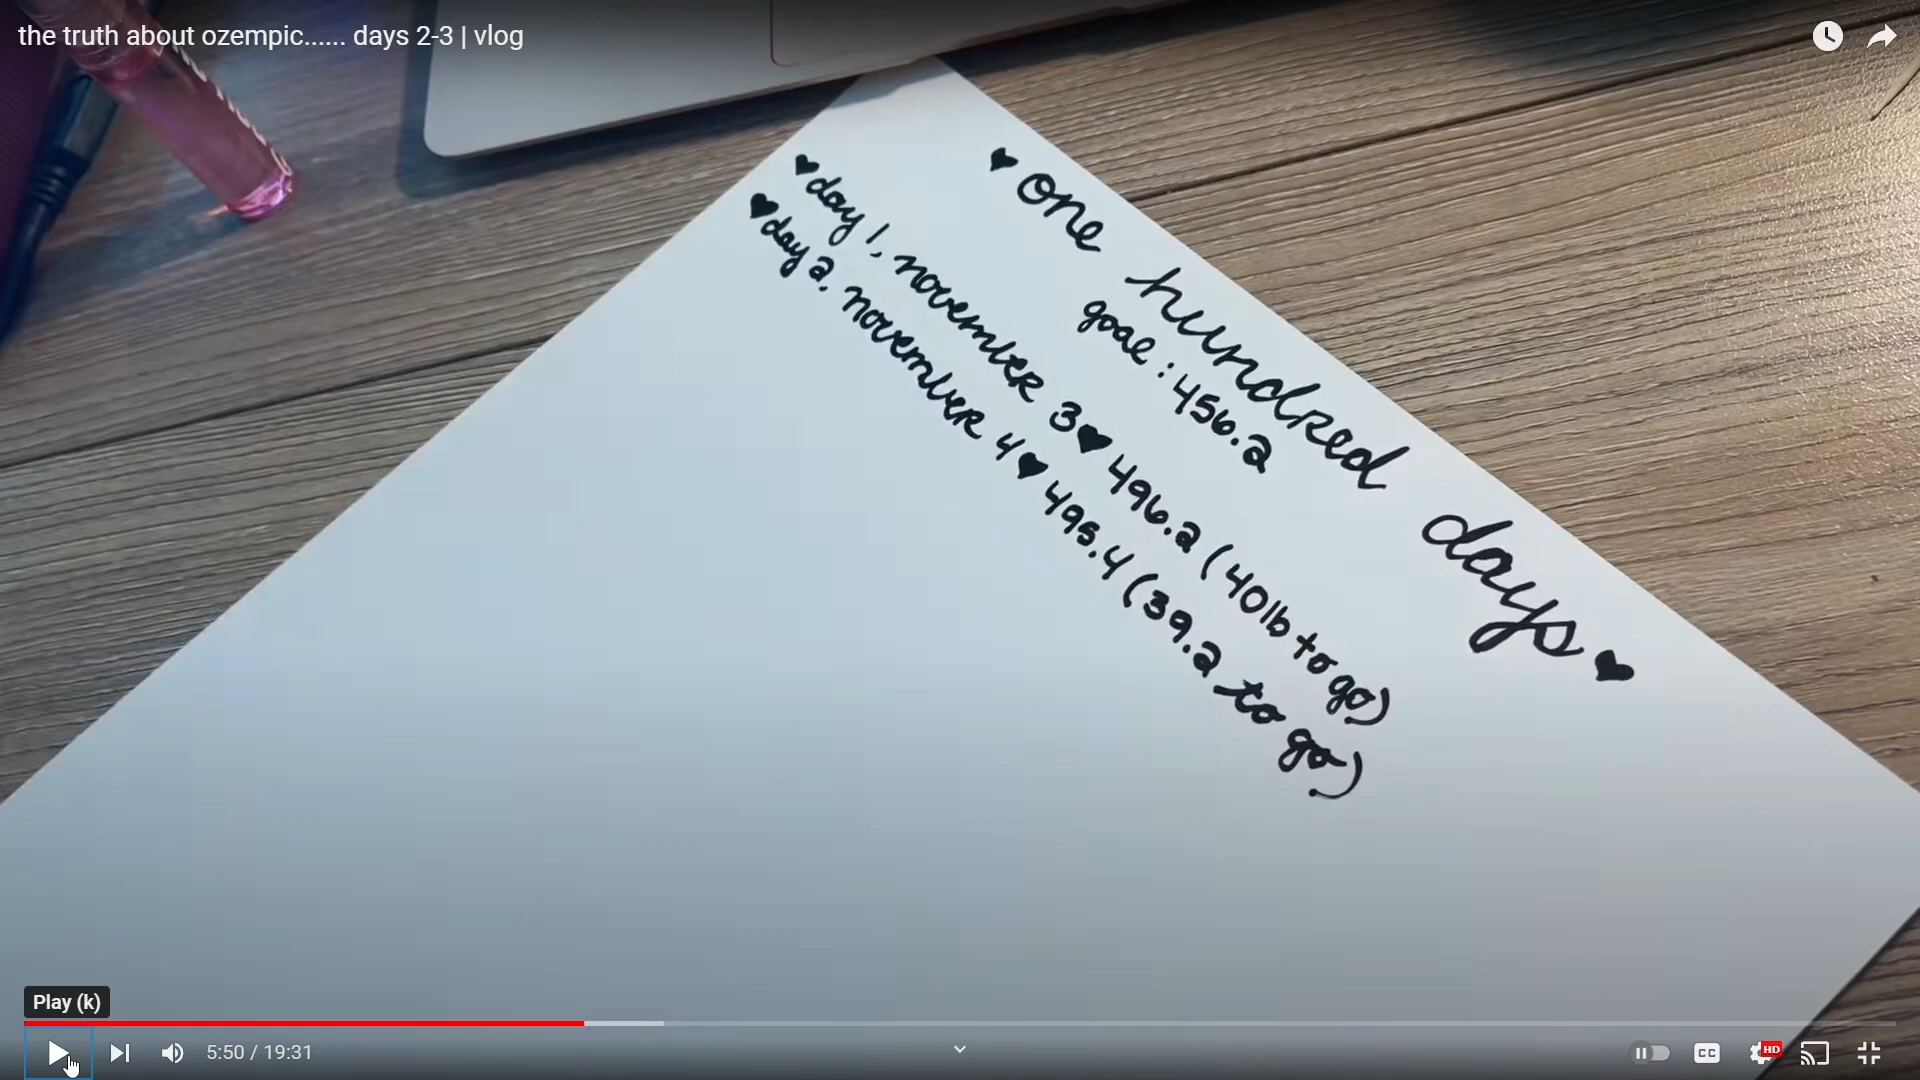 the truth about ozempic...... days 2-3 | vlog
♥ one hundred days ♥
goal: 456.2
♥ day 1, november 3 ♥ 496.2 (40lb to go)
♥ day 2, november 4 ♥ 495.4 (39.2 to go)
Play (k)
5:50 / 19:31
CC
HD